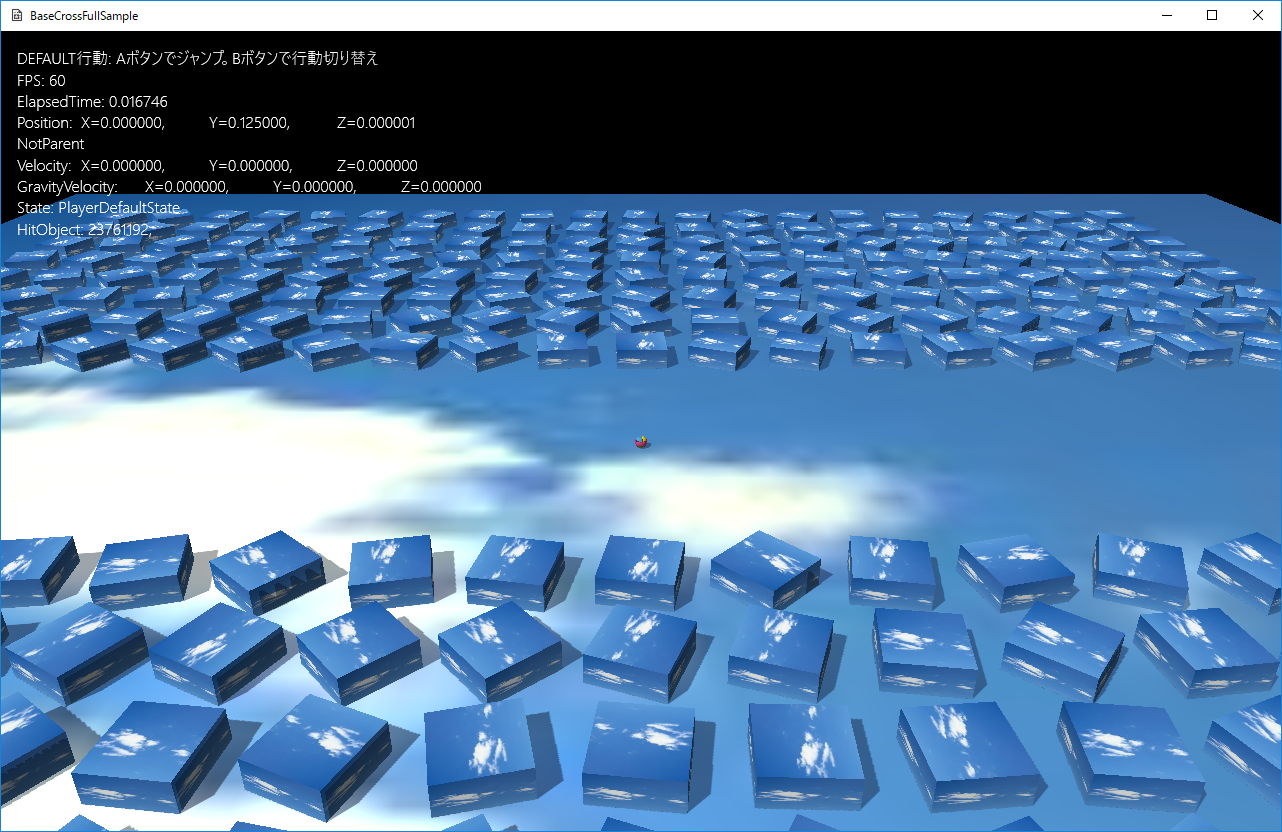 BaseCrossFullSample
DEFAULT行動: Aボタンでジャンプ。Bボタンで行動切り替え
FPS: 60
ElapsedTime: 0.016746
Position: X=0.000000, Y=0.125000, Z=0.000001
NotParent
Velocity: X=0.000000, Y=0.000000, Z=0.000000
GravityVelocity: X=0.000000, Y=0.000000, Z=0.000000
State: PlayerDefaultState
HitObject: 23761192,